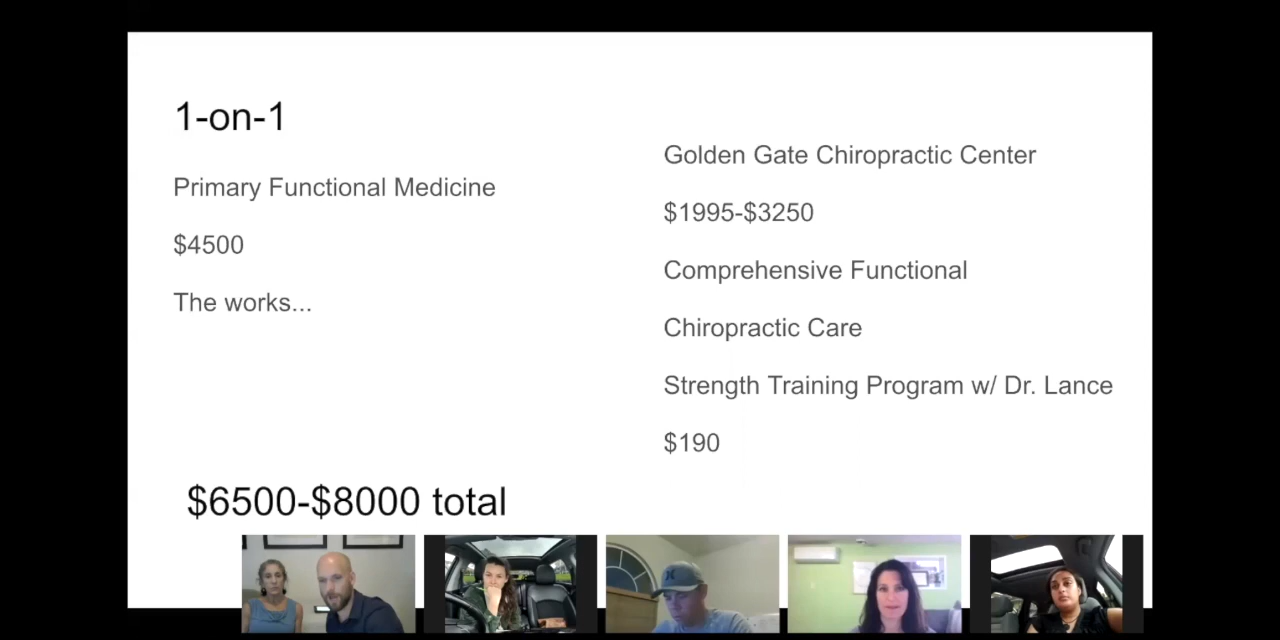 1-on-1
Primary Functional Medicine
$4500
The works...
Golden Gate Chiropractic Center
$1995-$3250
Comprehensive Functional
Chiropractic Care
Strength Training Program w/ Dr. Lance
$190
$6500-$8000 total